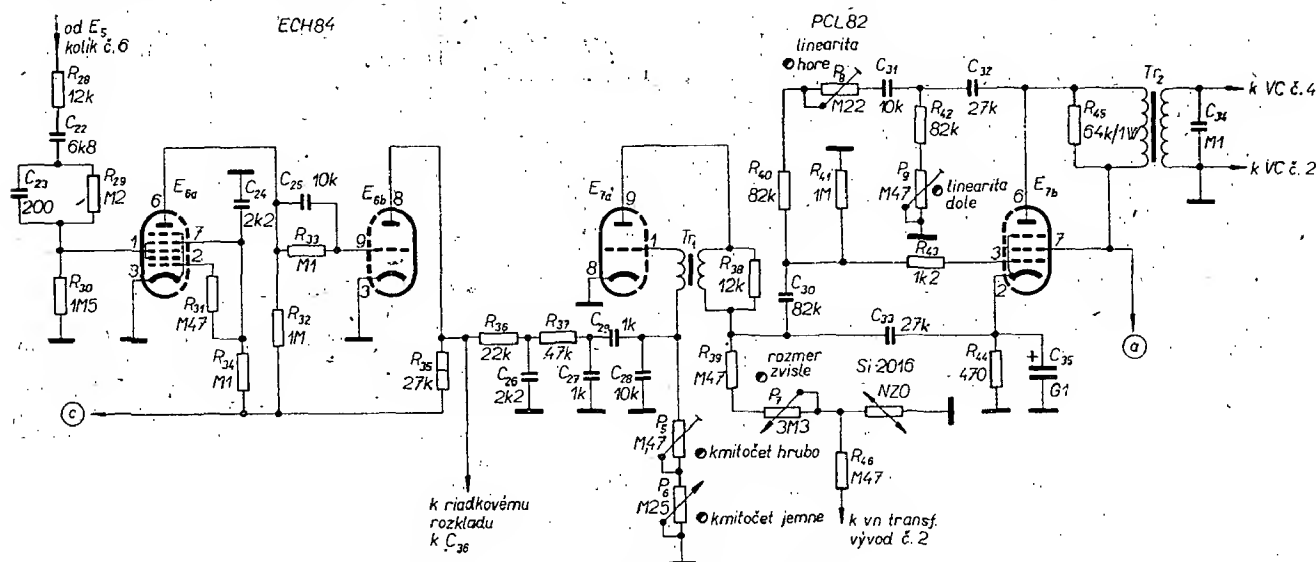 od E5
kolík č. 6
ECH84
PCL82
R28
12k
C22
6k8
C23
200
R29
M2
E6a
6
7
2
1
3
R30
1M5
R31
M47
R34
M1
C24
2k2
C25
10k
R33
M1
R32
1M
E6b
8
9
3
R35
27k
c
k riadkovému
rozkladu
k C36
R36
22k
R37
47k
C29
1k
C26
2k2
C27
1k
C28
10k
E7a
9
1
8
Tr1
R38
12k
P5
M47
kmitočet hrubo
P6
M25
kmitočet jemne
R39
M47
rozmer
zvisle
P7
3M3
Si 2016
NZO
R46
M47
k vn transf.
vývod č. 2
linearita
hore
P8
M22
C31
10k
C32
27k
R40
82k
R41
1M
R42
82k
P9
M47
linearita
dole
R43
1k2
C30
82k
C33
27k
E7b
6
7
3
2
R44
470
+
C35
G1
a
R45
64k/1W
Tr2
C34
M1
k VC č. 4
k VC č. 2